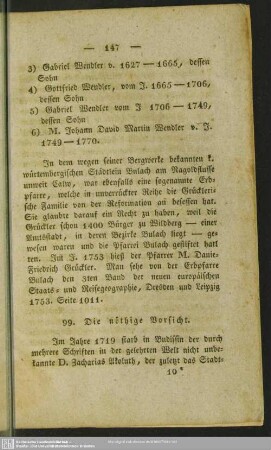 — 147 —
3) Gabriel Wendler v. 1627 — 1665, dessen
Sohn
4) Gottfried Wendler, vom J. 1665 — 1706,
dessen Sohn
5) Gabriel Wendler vom J 1706 — 1749,
dessen Sohn
6) M. Johann David Martin Wendler v. J.
1749 — 1770.
In dem wegen seiner Bergwerke bekannten k.
würtembergischen Städtlein Bulach am Nagoldflusse
unweit Calw, war ebenfalls eine sogenannte Erb-
pfarre, welche in unverrückter Reihe die Geücklerі-
sche Familie von der Reformation an besessen hat.
Sie glaubte darauf ein Recht zu haben, weil die
Geückler schon 1400 Bürger zu Wildberg — einer
Amtsstadt, in deren Bezirke Bulach liegt — ge-
wesen waren und die Pfarrei Bulach gestiftet hat-
ten. Im J. 1753 hieß der Pfarrer M. Danie-
Friedrich Geückler. Man sehe von der Erbpfarre
Bulach den 3ten Band der neuen europäischen
Staats- und Reisegeographie, Dresden und Leipzig
1753. Seite 1011.
99. Die nöthige Vorsicht.
Im Jahre 1719 starb in Budissin der durch
mehrere Schriften in der gelehrten Welt nicht unbe-
kannte D. Zacharias Akoluth, der zuletzt das Stadt-
10*